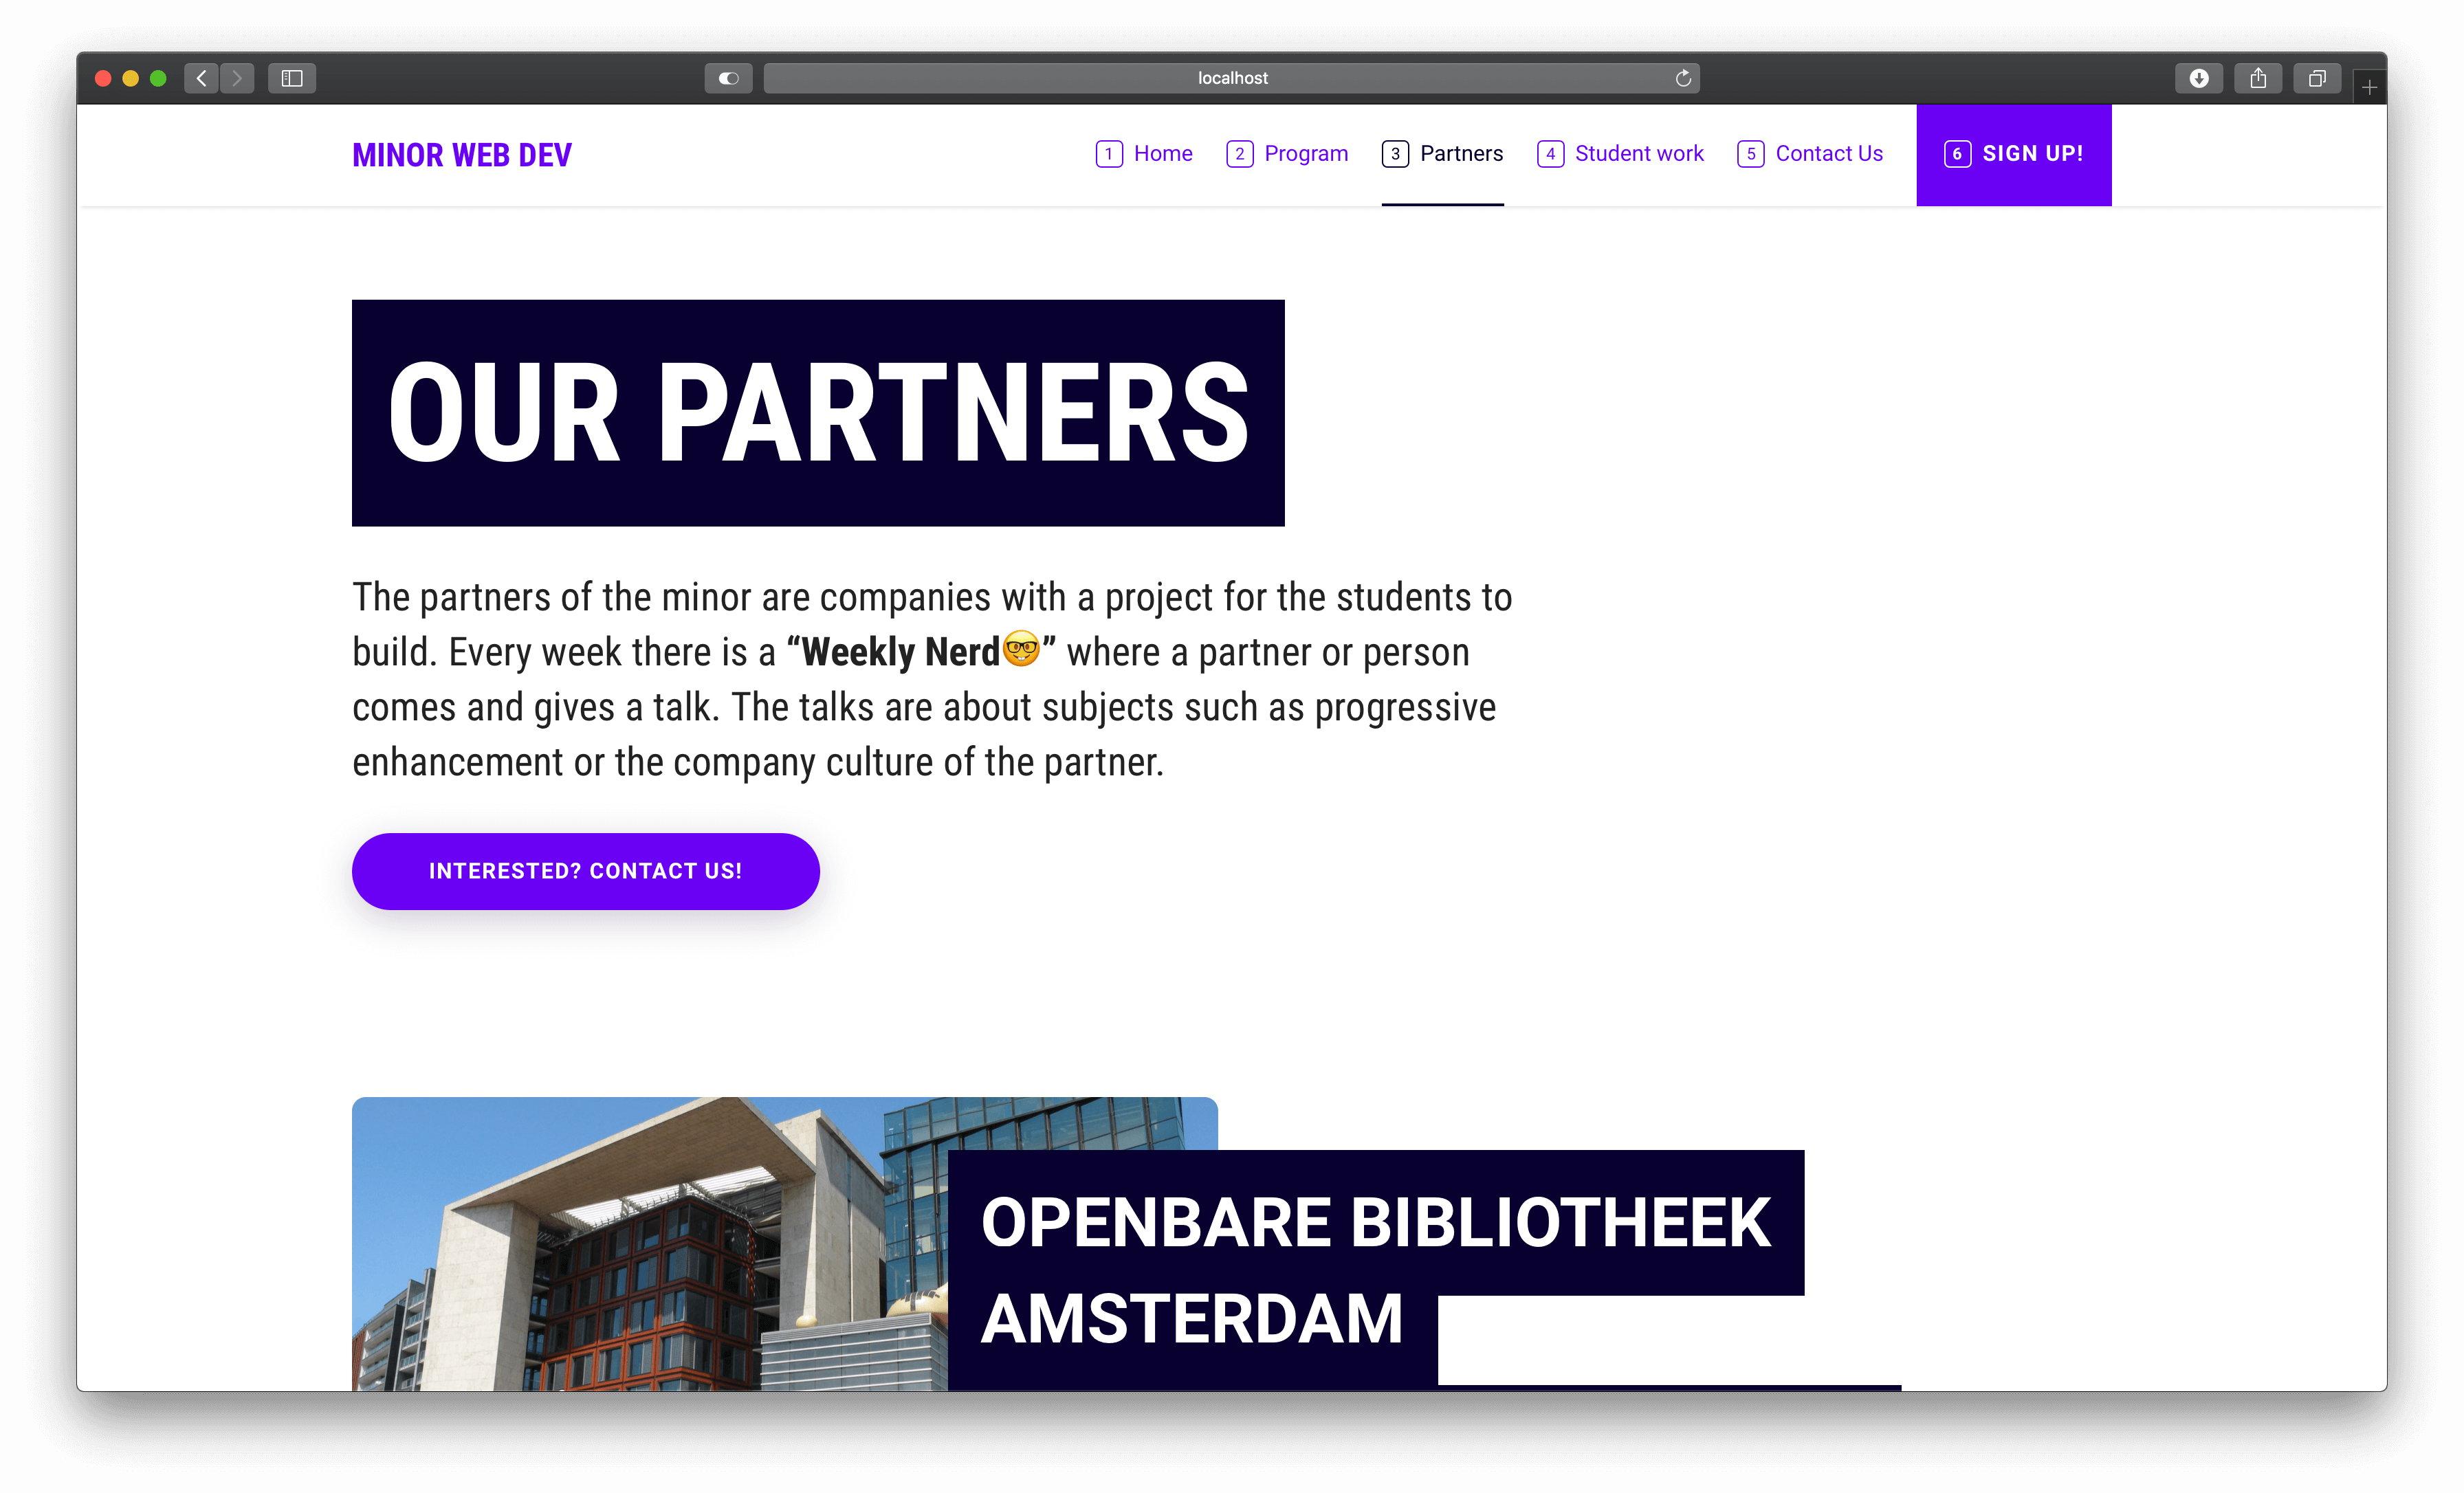 localhost
MINOR WEB DEV
1 Home 2 Program 3 Partners 4 Student work 5 Contact Us 6 SIGN UP!
OUR PARTNERS
The partners of the minor are companies with a project for the students to
build. Every week there is a “Weekly Nerd🤓” where a partner or person
comes and gives a talk. The talks are about subjects such as progressive
enhancement or the company culture of the partner.
INTERESTED? CONTACT US!
OPENBARE BIBLIOTHEEK
AMSTERDAM